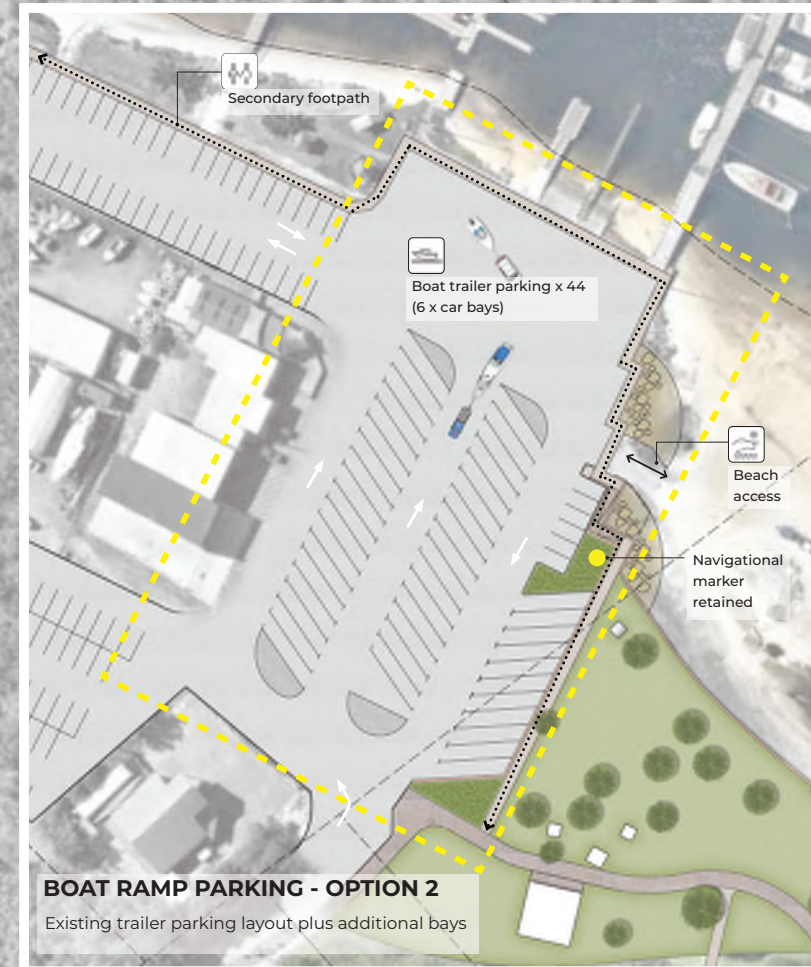 Secondary footpath
Boat trailer parking x 44
(6 x car bays)
Beach
access
Navigational
marker
retained
BOAT RAMP PARKING - OPTION 2
Existing trailer parking layout plus additional bays